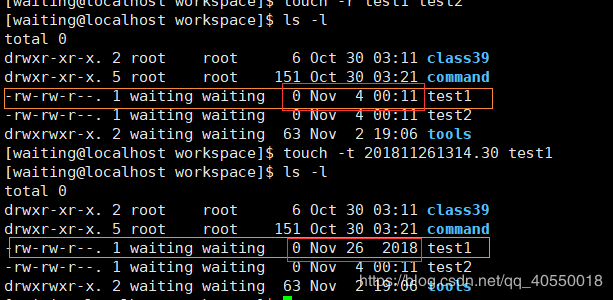 [waiting@localhost workspace]$ touch -r test1 test2
[waiting@localhost workspace]$ ls -l
total 0
drwxr-xr-x. 2 root    root      6 Oct 30 03:11 class39
drwxr-xr-x. 5 root    root    151 Oct 30 03:21 command
-rw-rw-r--. 1 waiting waiting   0 Nov  4 00:11 test1
-rw-rw-r--. 1 waiting waiting   0 Nov  4 00:11 test2
drwxrwxr-x. 2 waiting waiting  63 Nov  2 19:06 tools
[waiting@localhost workspace]$ touch -t 201811261314.30 test1
[waiting@localhost workspace]$ ls -l
total 0
drwxr-xr-x. 2 root    root      6 Oct 30 03:11 class39
drwxr-xr-x. 5 root    root    151 Oct 30 03:21 command
-rw-rw-r--. 1 waiting waiting   0 Nov 26  2018 test1
-rw-rw-r--. 1 waiting waiting   0 Nov  4 00:11 test2
drwxrwxr-x. 2 waiting waiting  63 Nov  2 19:06 tools
https://blog.csdn.net/qq_40550018